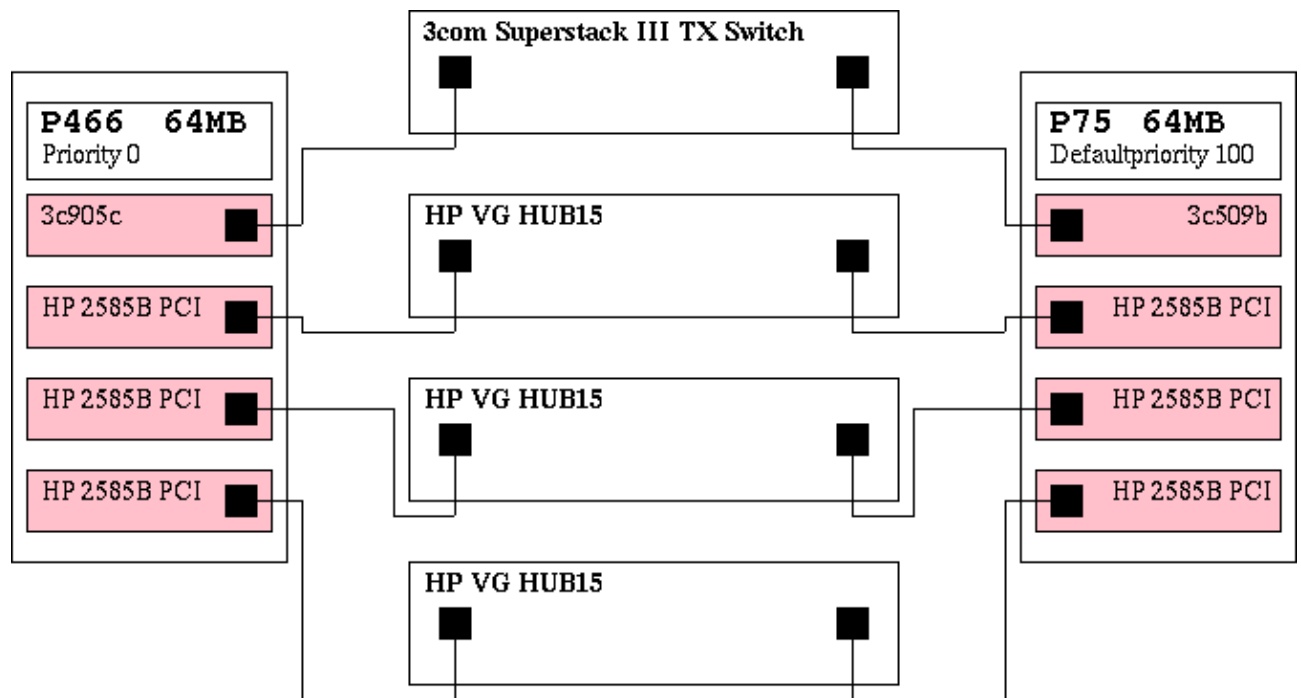 3com Superstack III TX Switch
P466 64MB
Priority 0
3c905c
HP 2585B PCI
HP 2585B PCI
HP 2585B PCI
HP VG HUB15
HP VG HUB15
HP VG HUB15
P75 64MB
Defaultpriority 100
3c509b
HP 2585B PCI
HP 2585B PCI
HP 2585B PCI